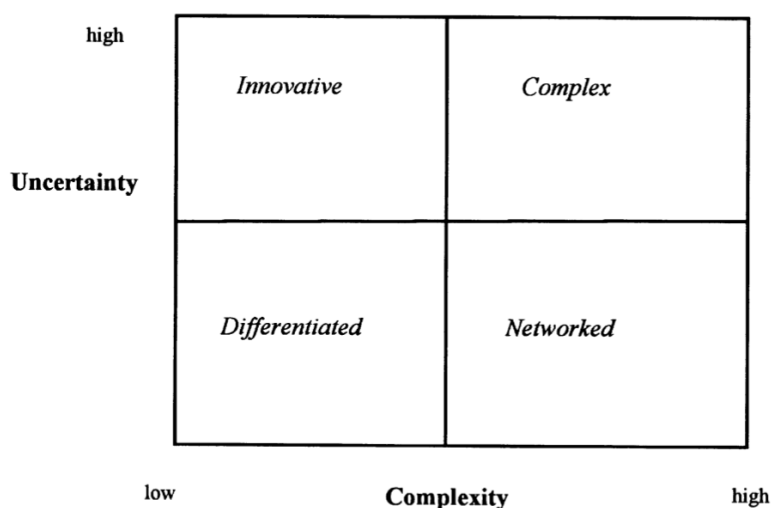 high
Innovative Complex
Uncertainty
Differentiated Networked
low Complexity high